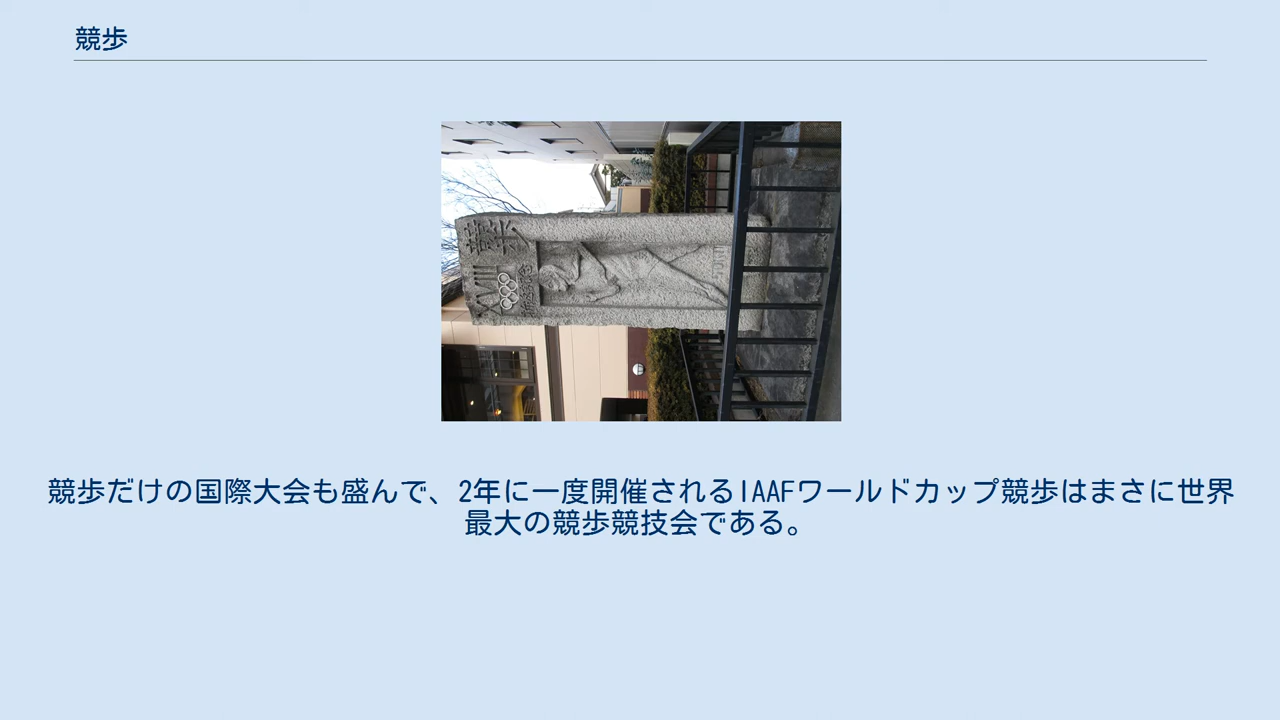 競歩
XVIII
競歩だけの国際大会も盛んで、2年に一度開催されるIAAFワールドカップ競歩はまさに世界
最大の競歩競技会である。